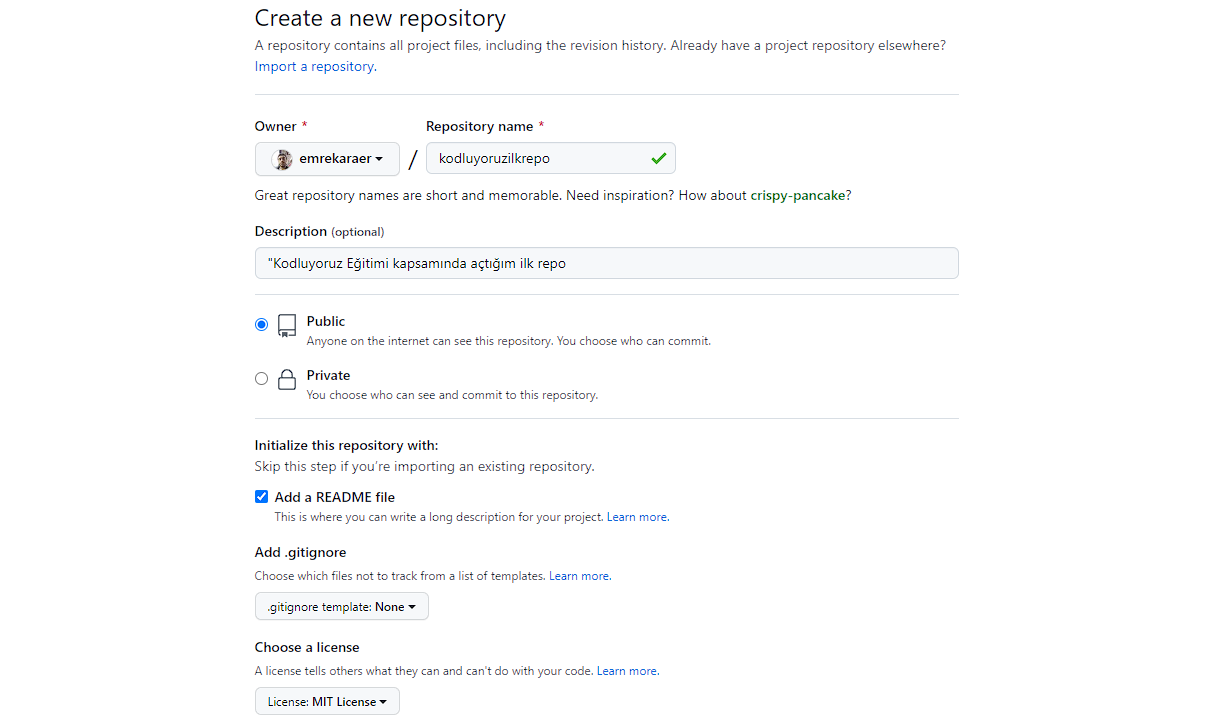 Create a new repository
A repository contains all project files, including the revision history. Already have a project repository elsewhere?
Import a repository.
Owner * Repository name *
emrekaraer / kodluyoruzilkrepo
Great repository names are short and memorable. Need inspiration? How about crispy-pancake?
Description (optional)
"Kodluyoruz Eğitimi kapsamında açtığım ilk repo
Public
Anyone on the internet can see this repository. You choose who can commit.
Private
You choose who can see and commit to this repository.
Initialize this repository with:
Skip this step if you're importing an existing repository.
Add a README file
This is where you can write a long description for your project. Learn more.
Add .gitignore
Choose which files not to track from a list of templates. Learn more.
.gitignore template: None
Choose a license
A license tells others what they can and can't do with your code. Learn more.
License: MIT License